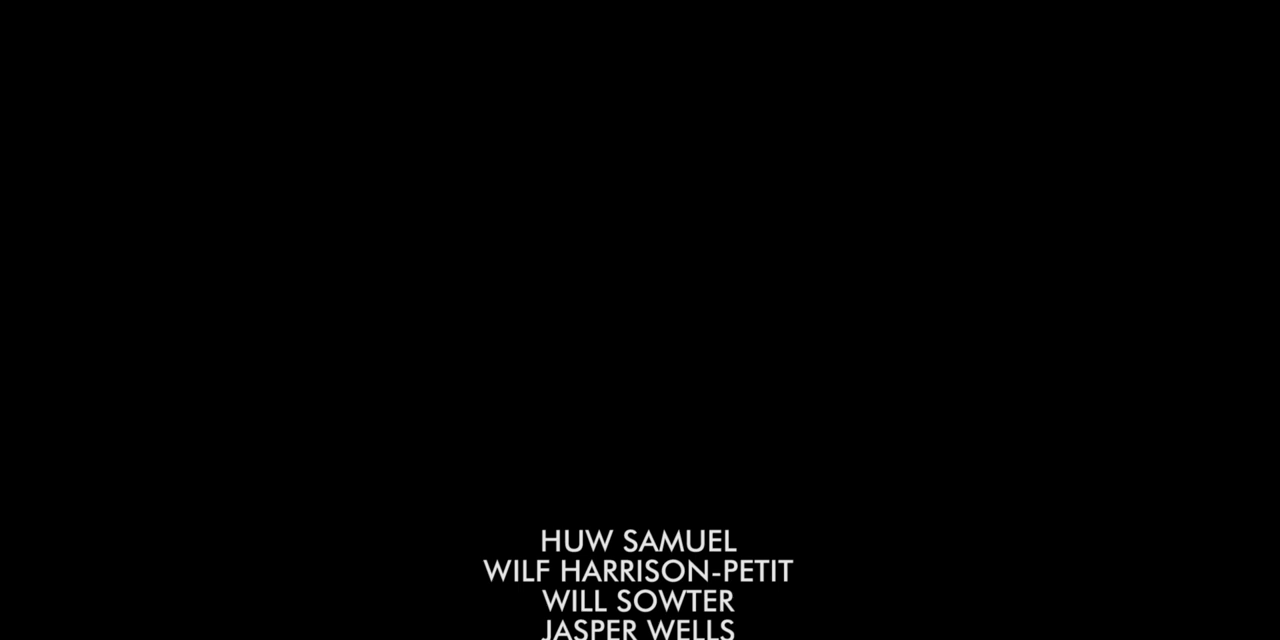 HUW SAMUEL
WILF HARRISON-PETIT
WILL SOWTER
JASPER WELLS